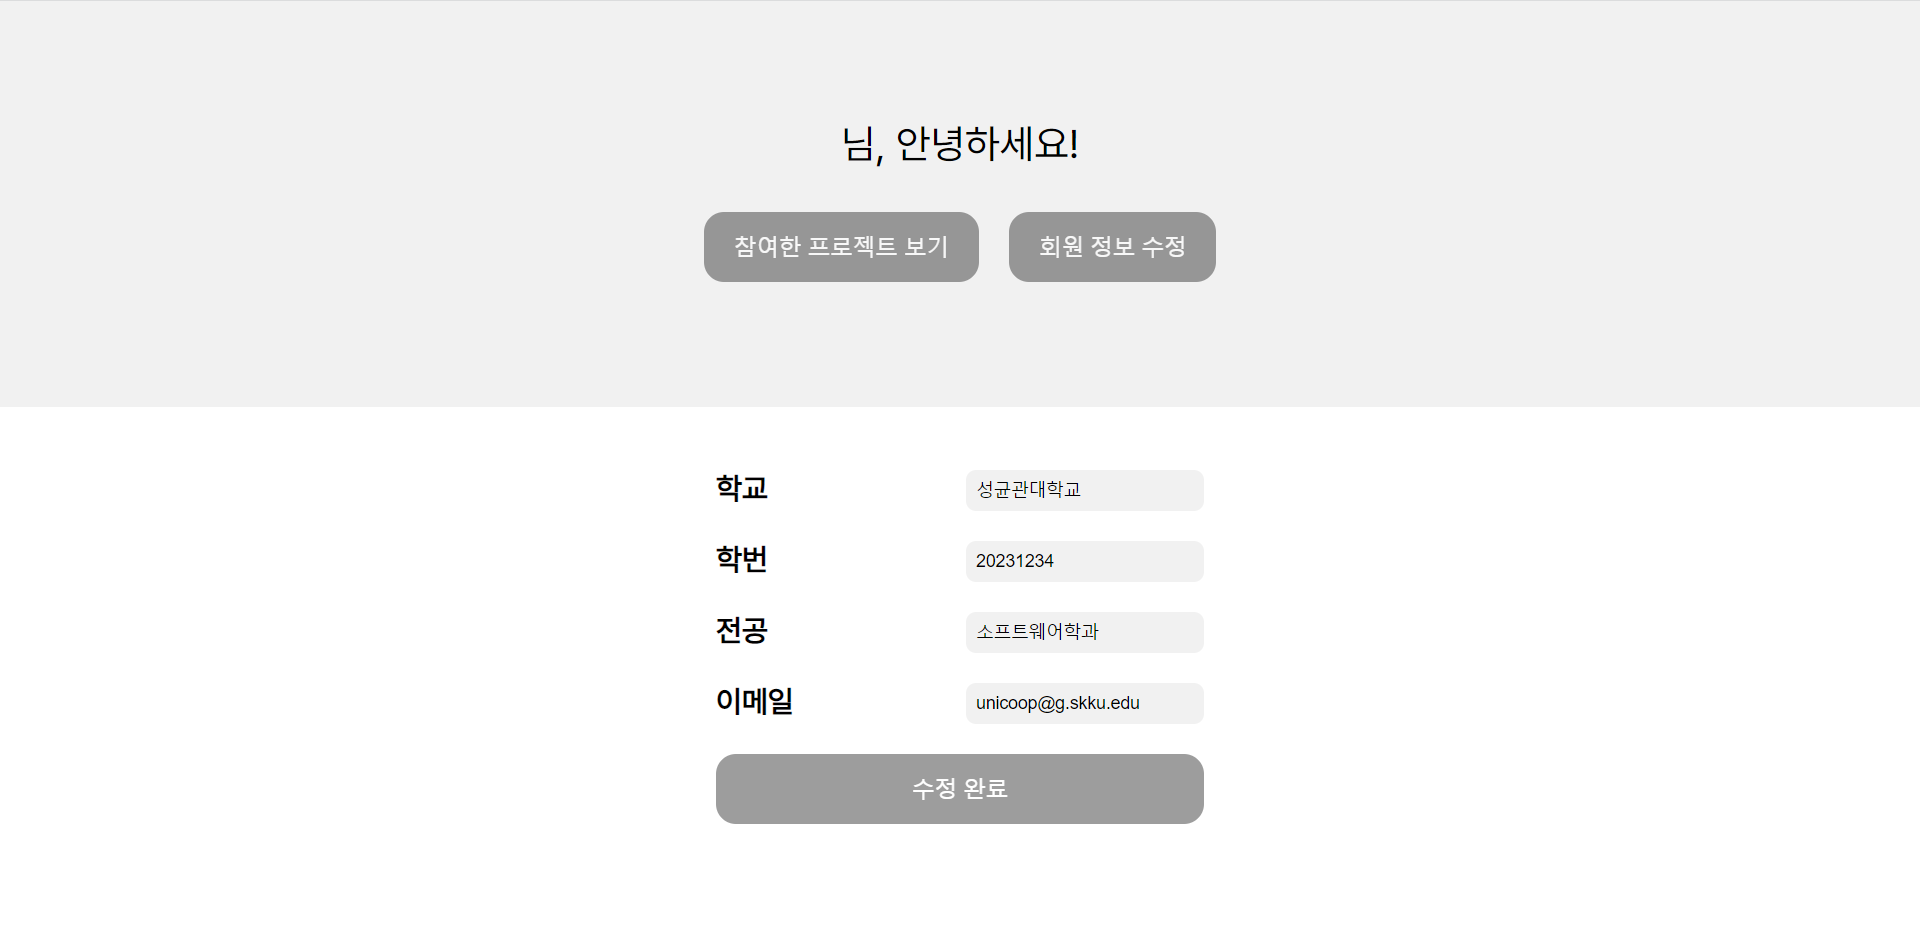 님, 안녕하세요!
참여한 프로젝트 보기 회원 정보 수정
학교 성균관대학교
학번 20231234
전공 소프트웨어학과
이메일 unicoop@g.skku.edu
수정 완료